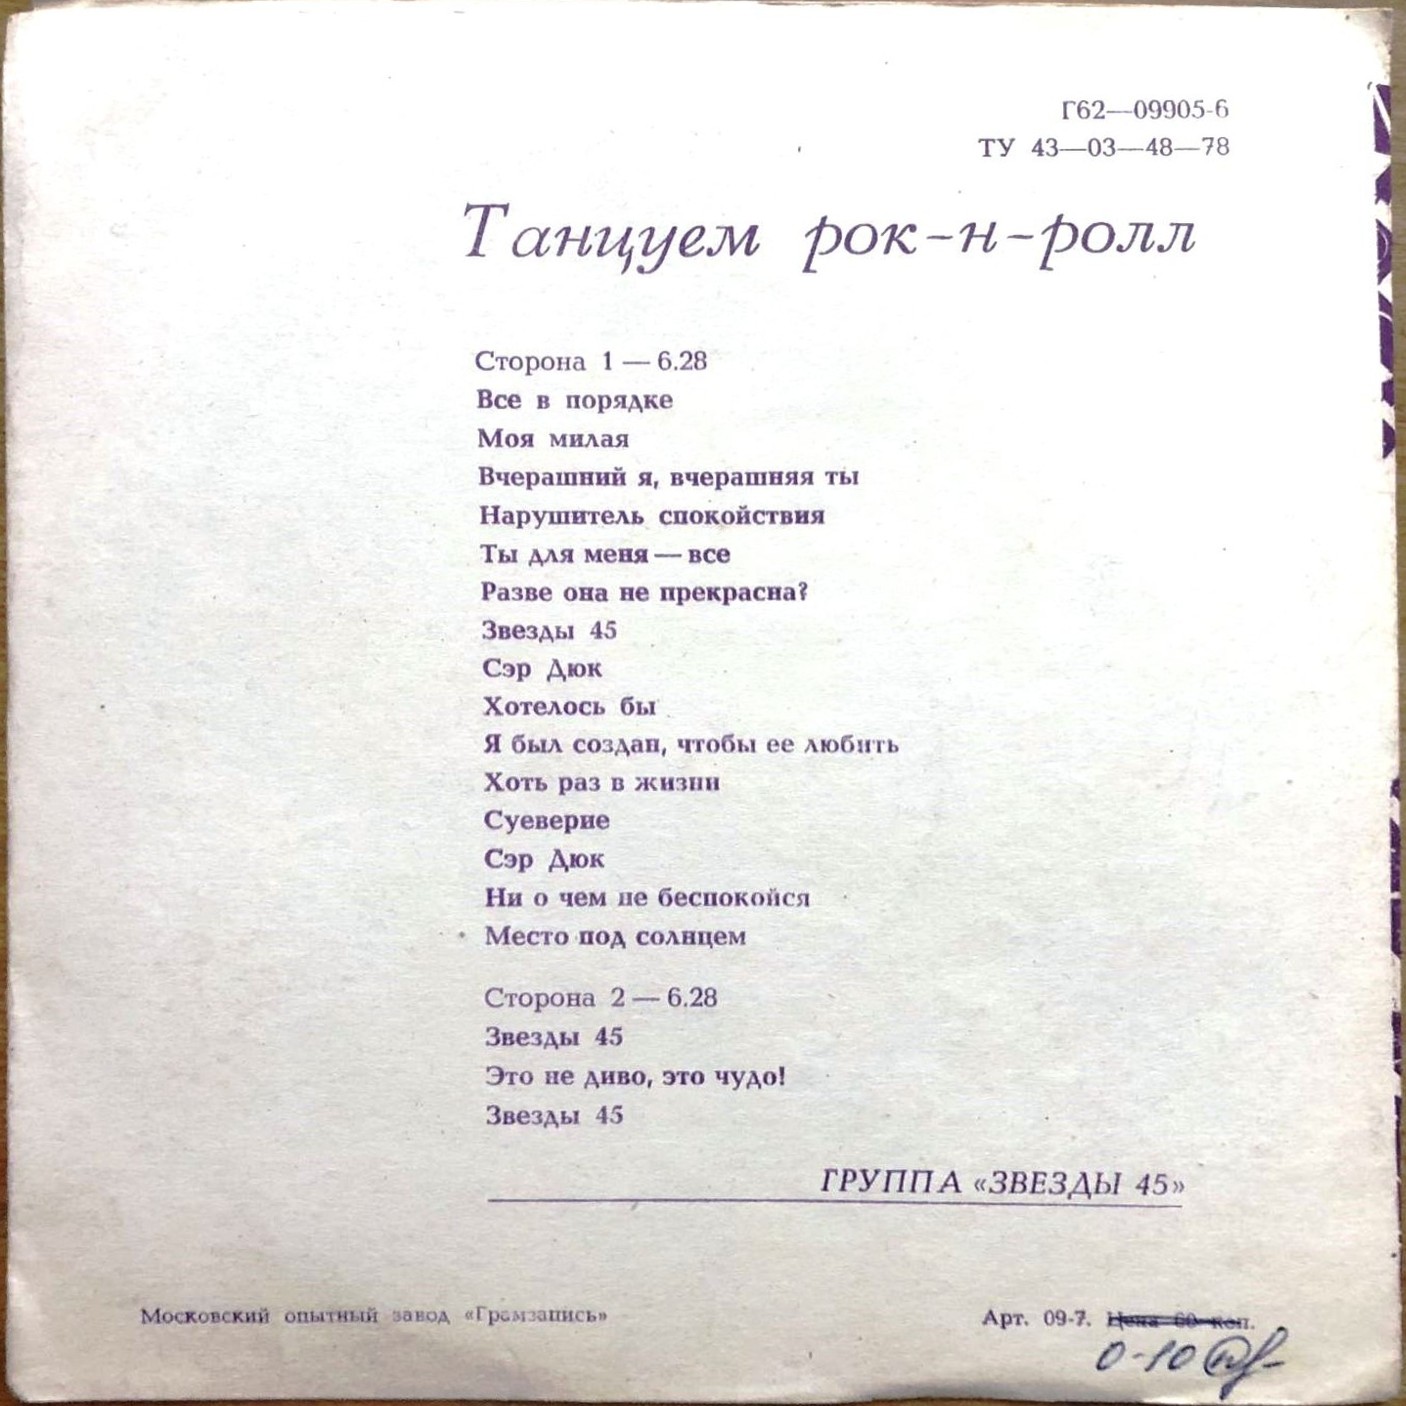 Г62—09905-6
ТУ 43—03—48—78
Танцуем рок-н-ролл
Сторона 1 — 6.28
Все в порядке
Моя милая
Вчерашний я, вчерашняя ты
Нарушитель спокойствия
Ты для меня — все
Разве она не прекрасна?
Звезды 45
Сэр Дюк
Хотелось бы
Я был создан, чтобы ее любить
Хоть раз в жизни
Суеверие
Сэр Дюк
Ни о чем не беспокойся
Место под солнцем
Сторона 2 — 6.28
Звезды 45
Это не диво, это чудо!
Звезды 45
ГРУППА «ЗВЕЗДЫ 45»
Московский опытный завод «Грамзапись»
Арт. 09-7. Цена 60 коп.
0-10